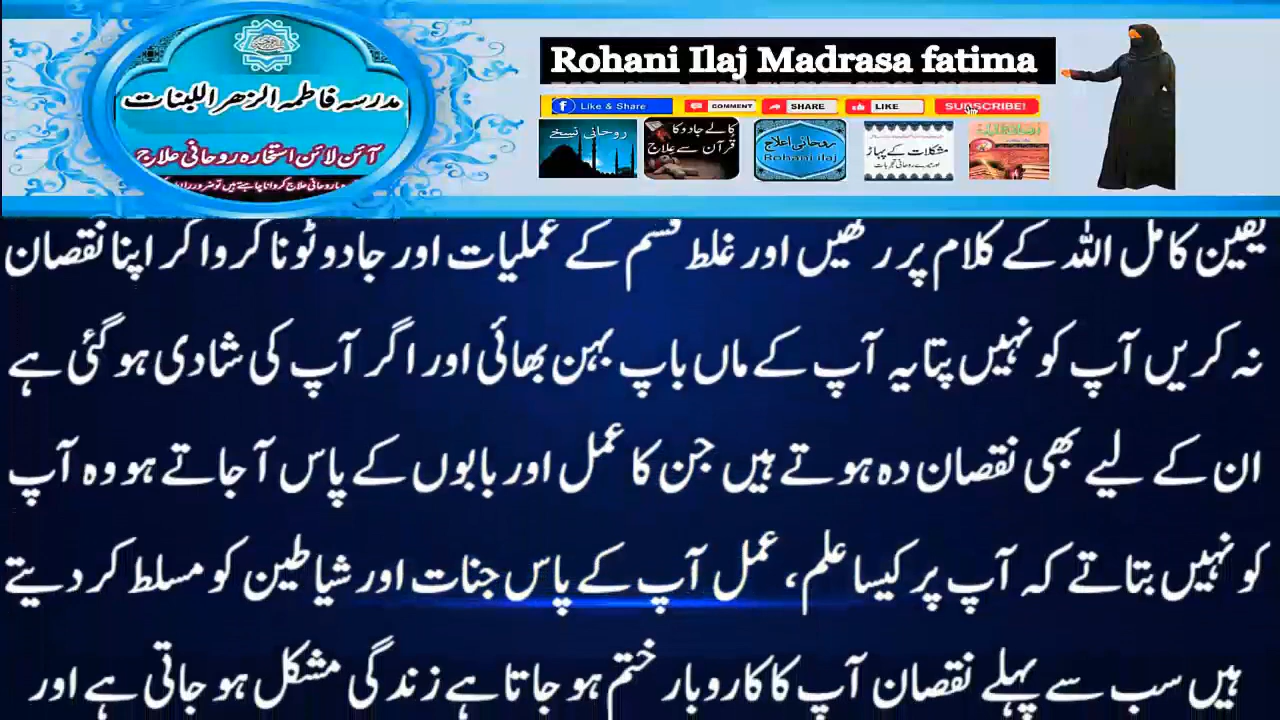 مدرسہ فاطمہ الزھرا للبنات
آئن لائن استخارہ روحانی علاج
Rohani Ilaj Madrasa fatima
Like & Share
COMMENT
SHARE
LIKE
SUBSCRIBE!
روحانی نسخ
کالے جادو کا
قرآن سے علاج
روحانی اعلاج
Rohani ilaj
مشکلات کے پہاڑ
یقین کامل اللہ کے کلام پر رکھیں اور غلط قسم کے عملیات اور جادو ٹونا کروا کر اپنا نقصان
نہ کریں آپ کو نہیں پتا یہ آپ کے ماں باپ بہن بھائی اور اگر آپ کی شادی ہو گئی ہے
ان کے لیے بھی نقصان دہ ہوتے ہیں جن کا عمل اور بابوں کے پاس آ جاتے ہو وہ آپ
کو نہیں بتاتے کہ آپ پر کیسا علم، عمل آپ کے پاس جنات اور شیاطین کو مسلط کر دیتے
ہیں سب سے پہلے نقصان آپ کا کاروبار ختم ہو جاتا ہے زندگی مشکل ہو جاتی ہے اور